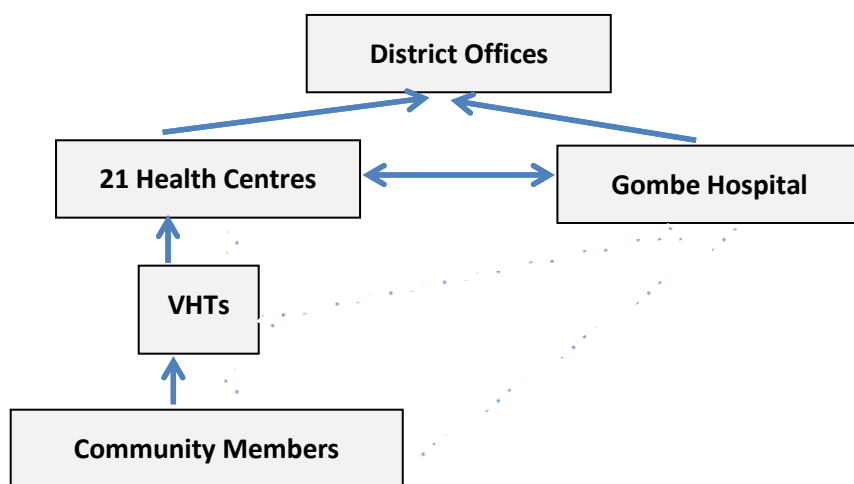 District Offices
21 Health Centres
Gombe Hospital
VHTs
Community Members